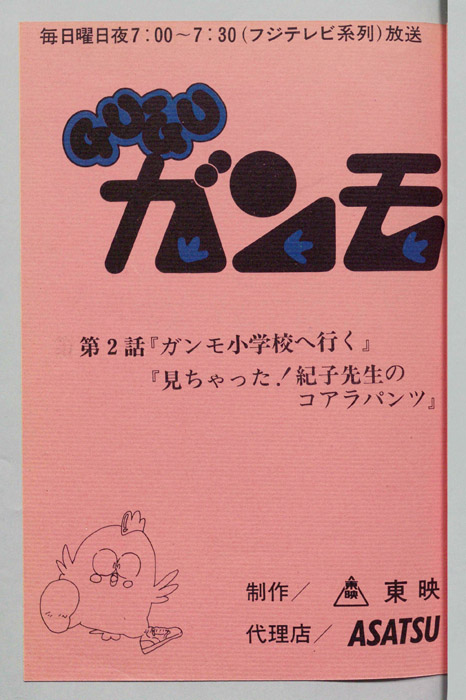 毎日曜日夜7:00〜7:30(フジテレビ系列)放送
GUGU
ガンモ
第2話『ガンモ小学校へ行く』
『見ちゃった!紀子先生の
コアラパンツ』
制作/ 東映 東映
代理店/ ASATSU